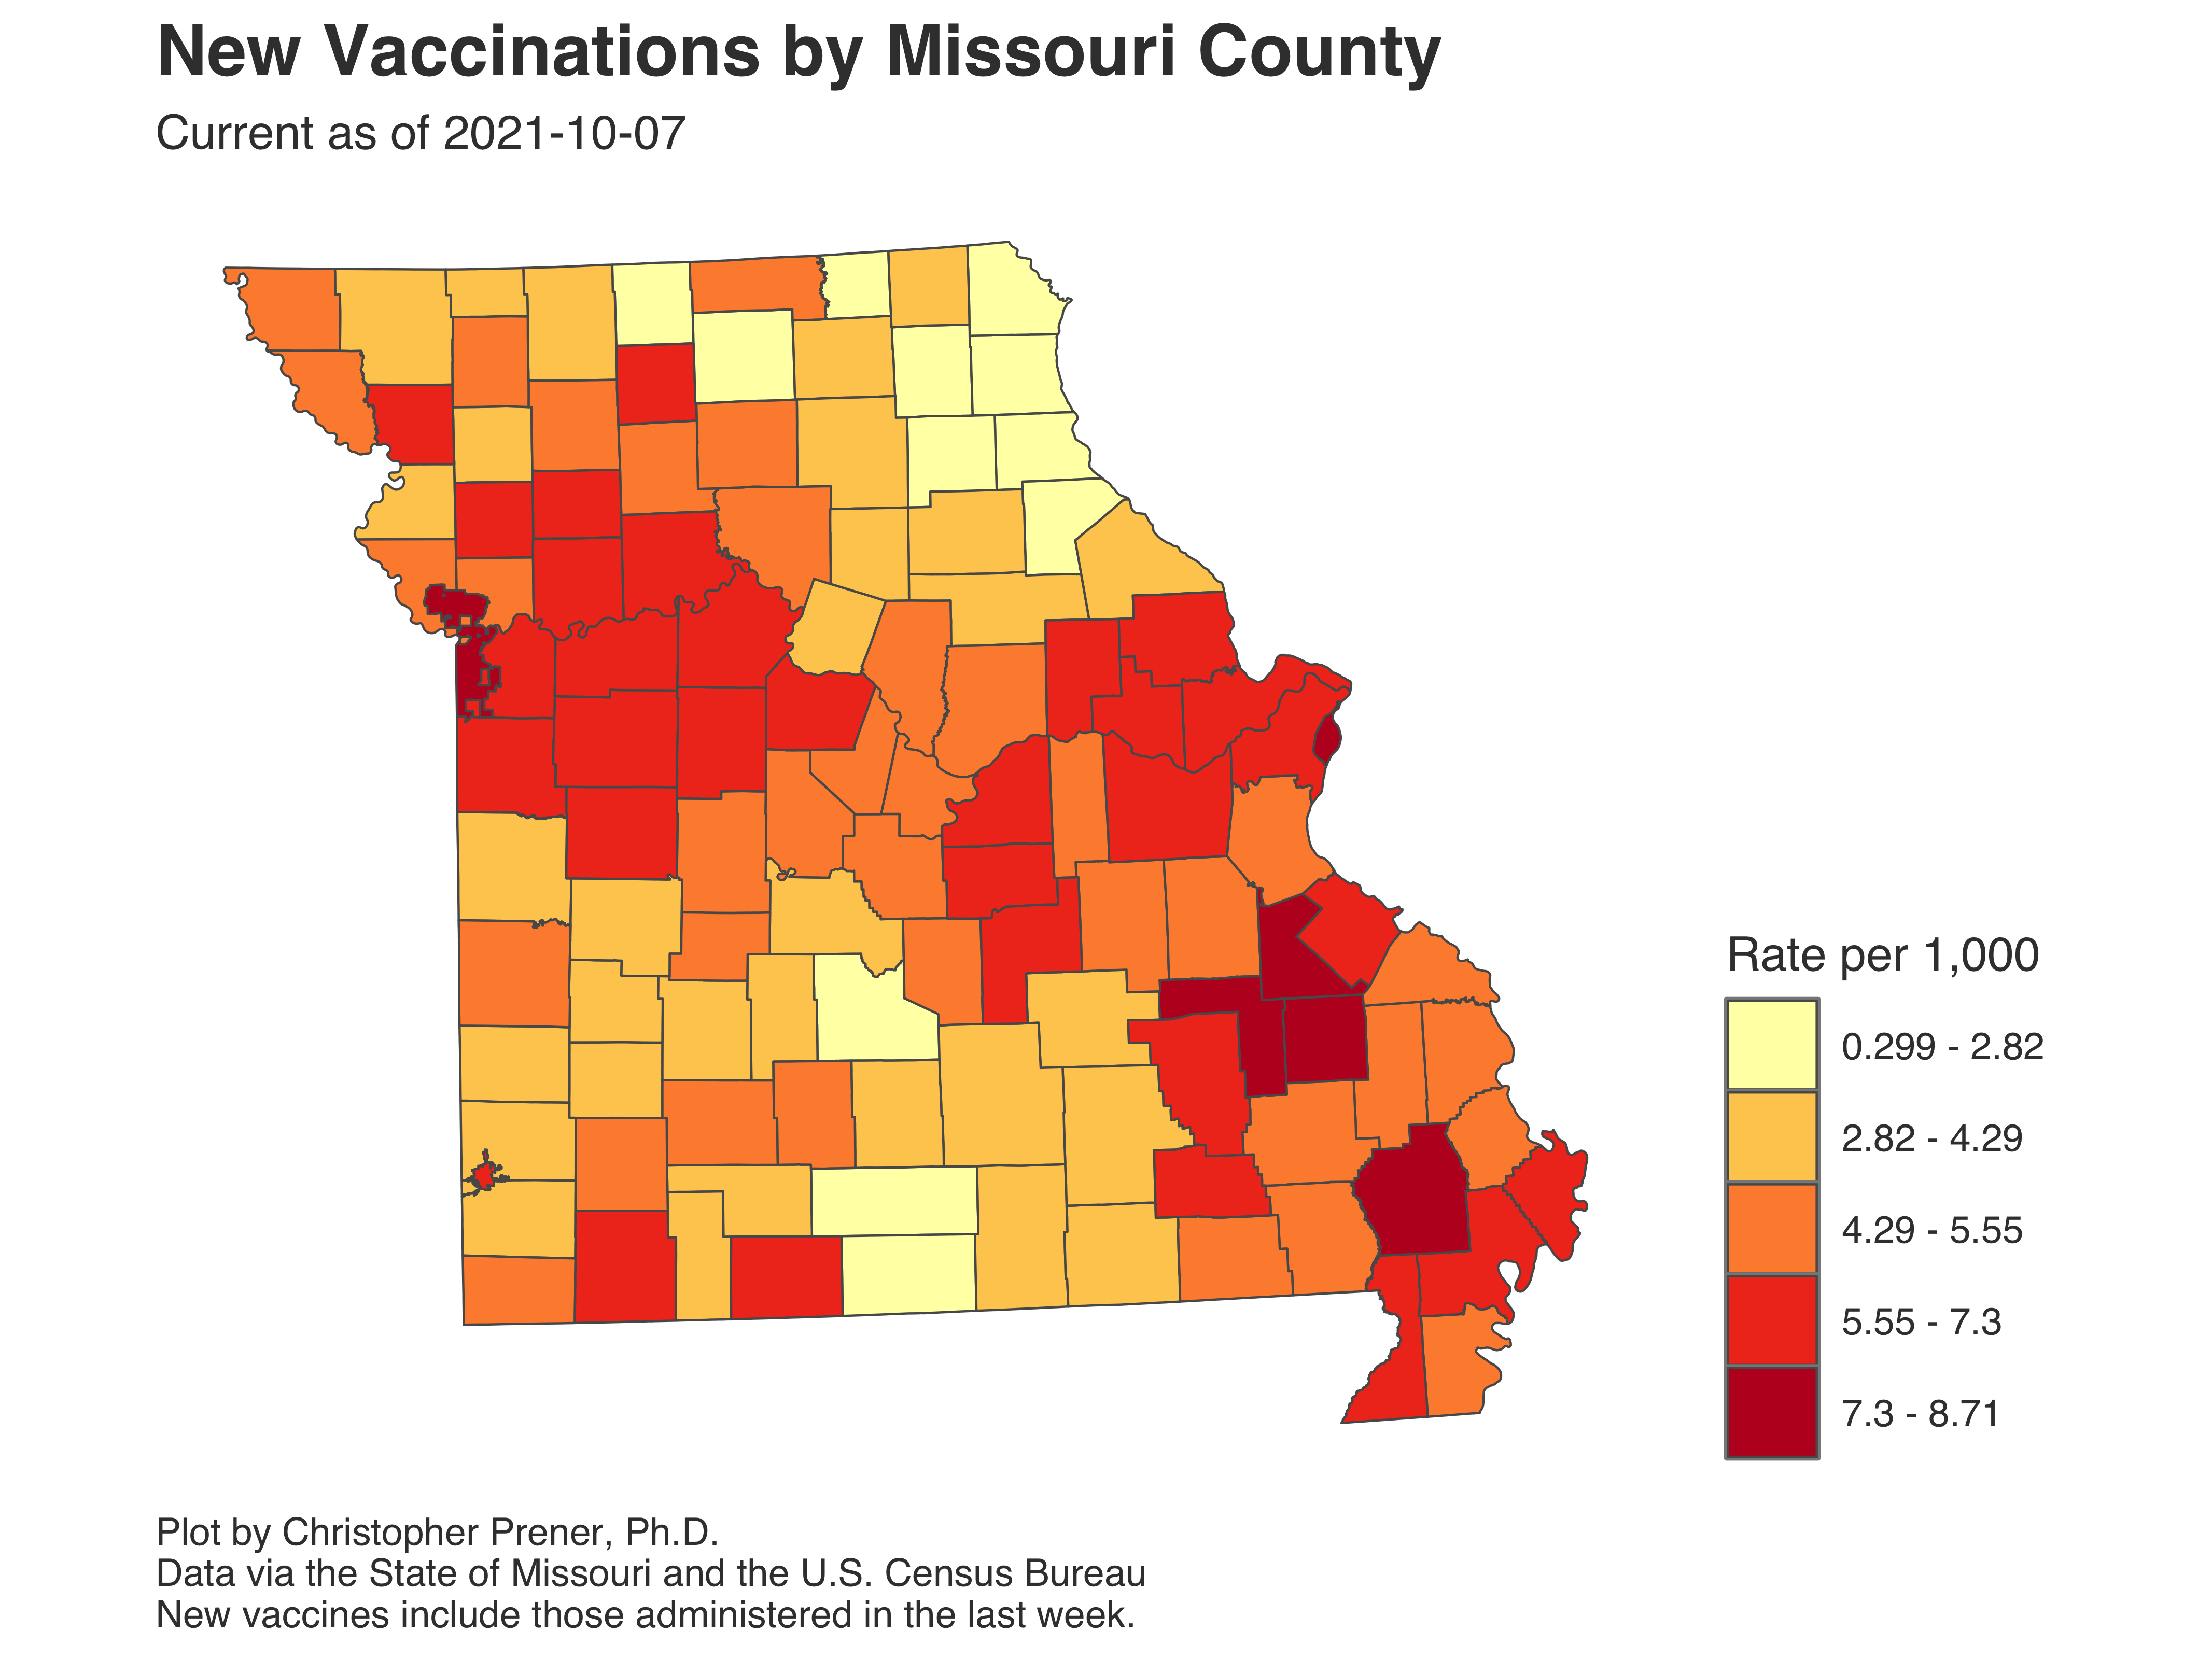 New Vaccinations by Missouri County
Current as of 2021-10-07
Rate per 1,000
0.299 - 2.82
2.82 - 4.29
4.29 - 5.55
5.55 - 7.3
7.3 - 8.71
Plot by Christopher Prener, Ph.D.
Data via the State of Missouri and the U.S. Census Bureau
New vaccines include those administered in the last week.